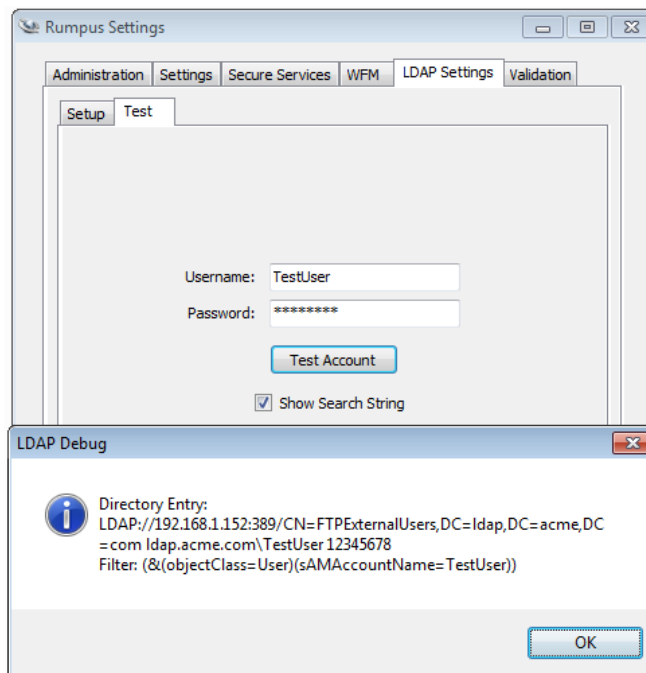 Rumpus Settings
Administration Settings Secure Services WFM LDAP Settings Validation
Setup Test
Username: TestUser
Password: ********
Test Account
Show Search String
LDAP Debug
Directory Entry:
LDAP://192.168.1.152:389/CN=FTPExternalUsers,DC=ldap,DC=acme,DC
=com ldap.acme.com\TestUser 12345678
Filter: (&(objectClass=User)(sAMAccountName=TestUser))
OK